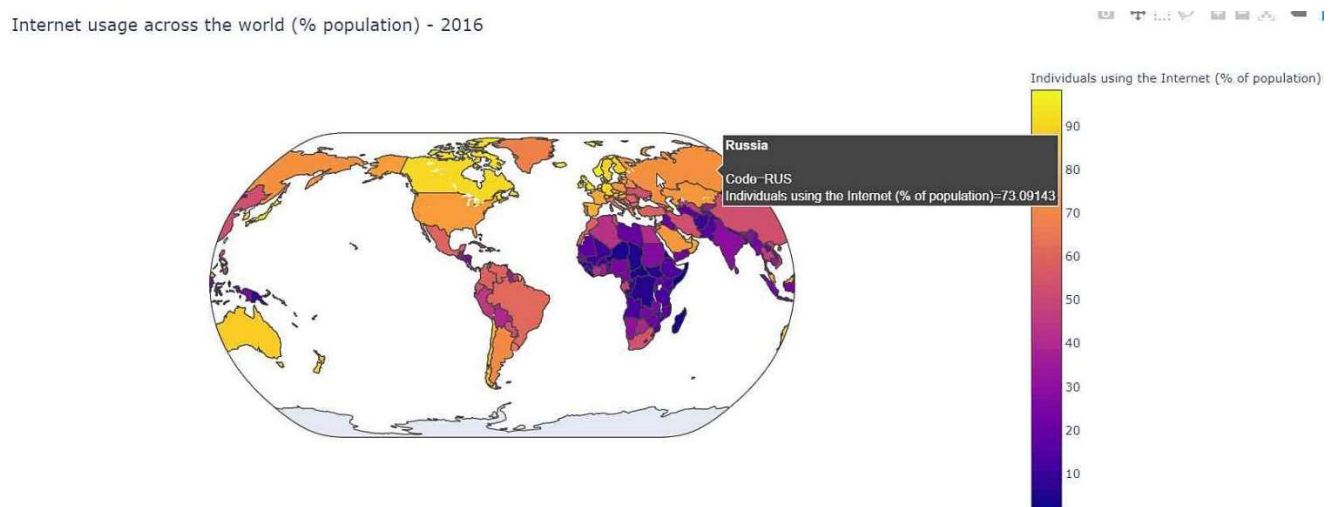 Internet usage across the world (% population) - 2016
Individuals using the Internet (% of population)
90
80
70
60
50
40
30
20
10
Russia
Code=RUS
Individuals using the Internet (% of population)=73.09143